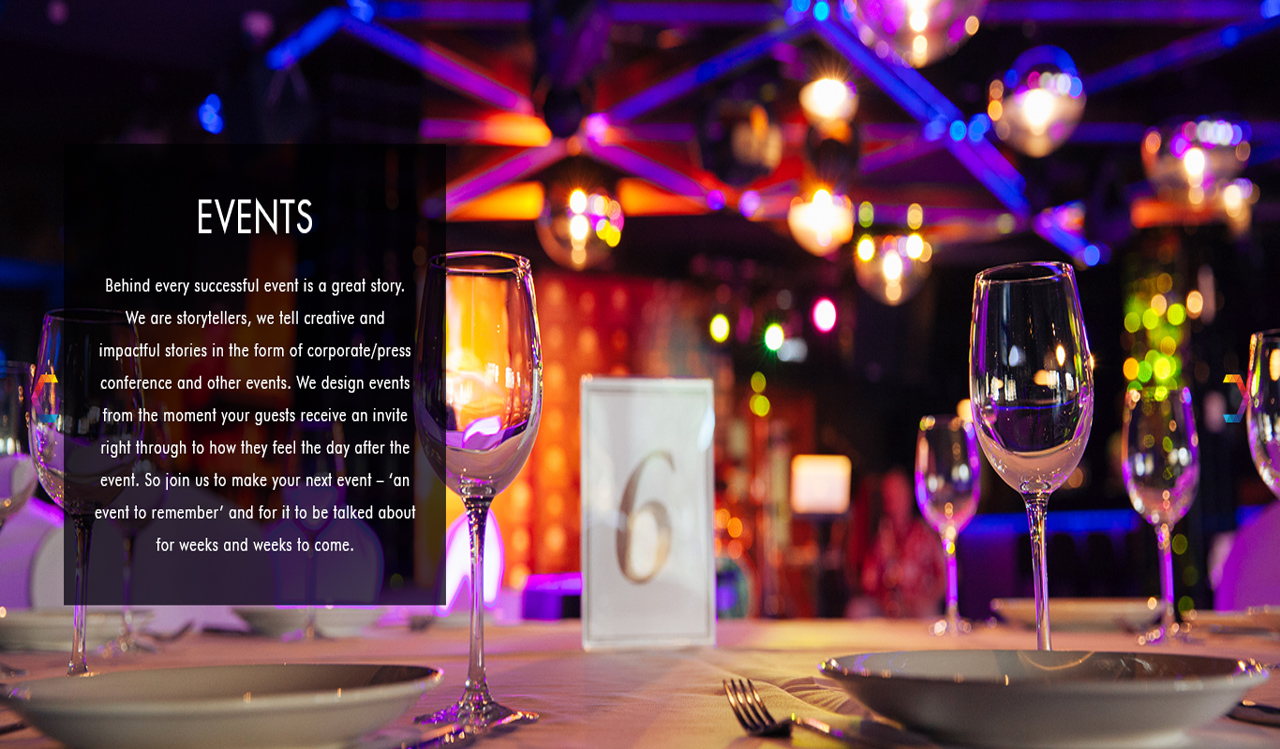 EVENTS
Behind every successful event is a great story.
We are storytellers, we tell creative and
impactful stories in the form of corporate/press
conference and other events. We design events
from the moment your guests receive an invite
right through to how they feel the day after the
event. So join us to make your next event – ‘an
event to remember’ and for it to be talked about
for weeks and weeks to come.
6